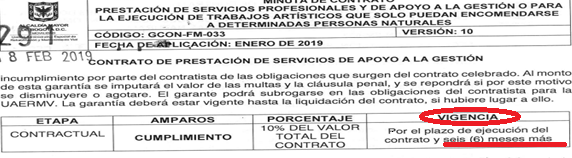 MINUTA DE CONTRATO
PRESTACIÓN DE SERVICIOS PROFESIONALES Y DE APOYO A LA GESTIÓN O PARA
LA EJECUCIÓN DE TRABAJOS ARTÍSTICOS QUE SOLO PUEDAN ENCOMENDARSE
A DETERMINADAS PERSONAS NATURALES
ALCALDÍA MAYOR
BOGOTÁ D.C.
CÓDIGO: GCON-FM-033 VERSIÓN: 10
FECHA DE APLICACIÓN: ENERO DE 2019
291
8 FEB 2019
CONTRATO DE PRESTACIÓN DE SERVICIOS DE APOYO A LA GESTIÓN
incumplimiento por parte del contratista de las obligaciones que surgen del contrato celebrado. Al monto
de esta garantía se imputará el valor de las multas y la cláusula penal, y se repondrá si por este motivo
se disminuyere o agotare. El garante podrá subrogarse en las obligaciones del contratista para la
UAERMV. La garantía deberá estar vigente hasta la liquidación del contrato, si hubiere lugar a ello.
ETAPA AMPAROS PORCENTAJE VIGENCIA
CONTRACTUAL CUMPLIMIENTO 10% DEL VALOR TOTAL DEL CONTRATO Por el plazo de ejecución del contrato y seis (6) meses más